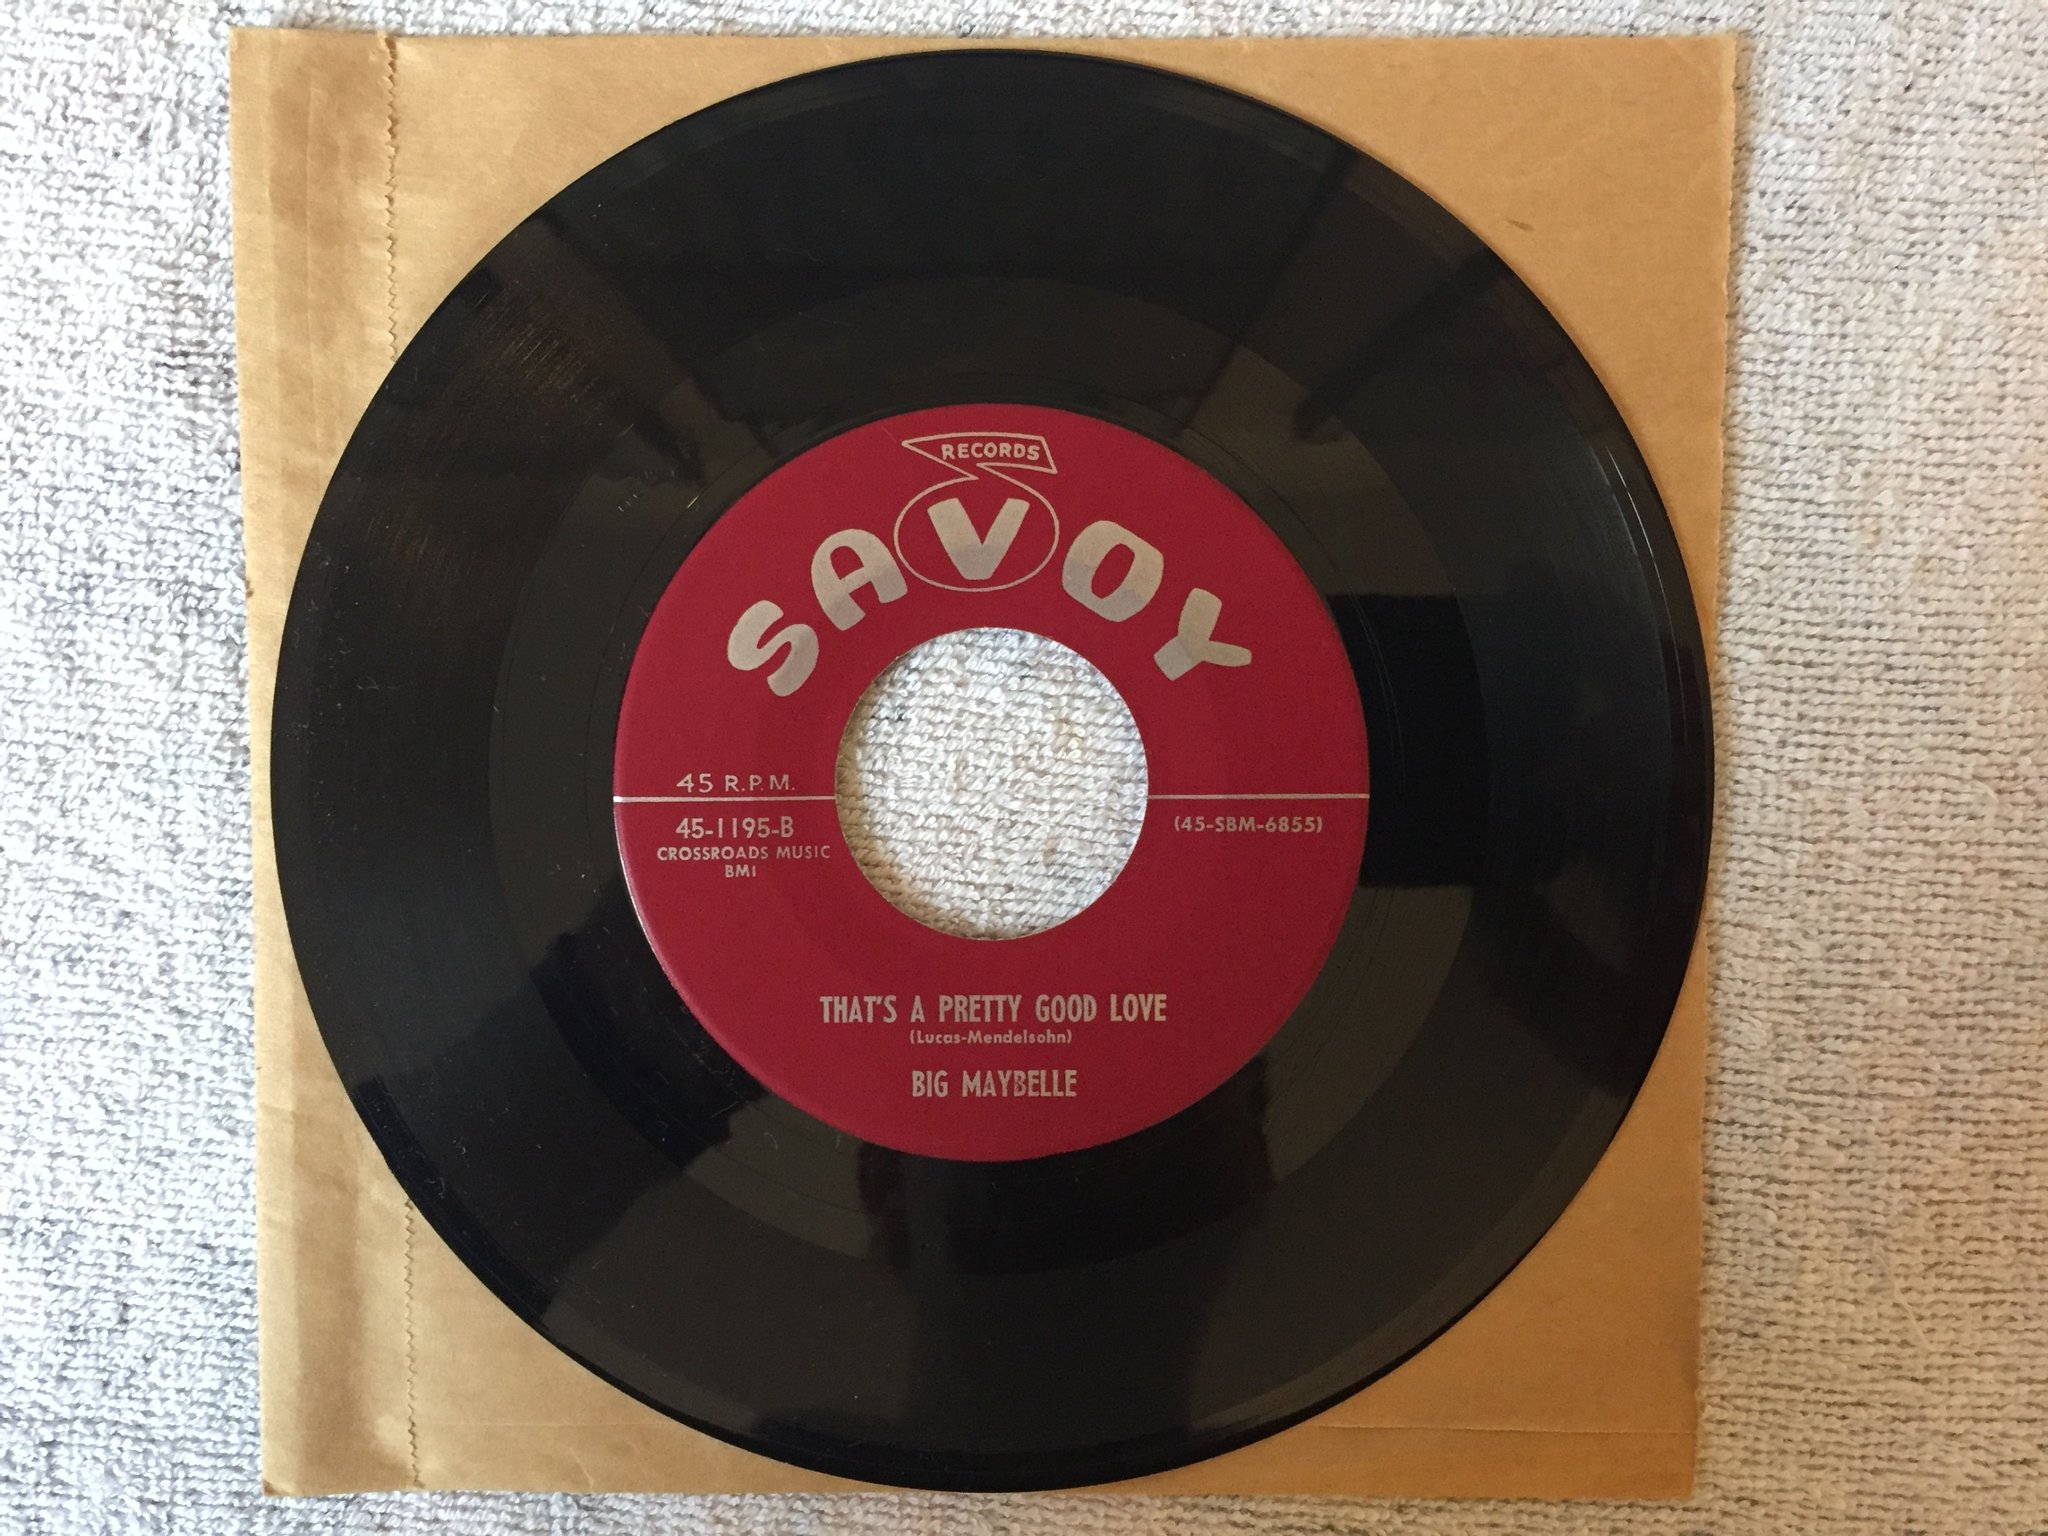 RECORDS
SAVOY
45 R.P.M.
45-1195-B
(45-SBM-6855)
CROSSROADS MUSIC
BMI
THAT'S A PRETTY GOOD LOVE
(Lucas-Mendelsohn)
BIG MAYBELLE